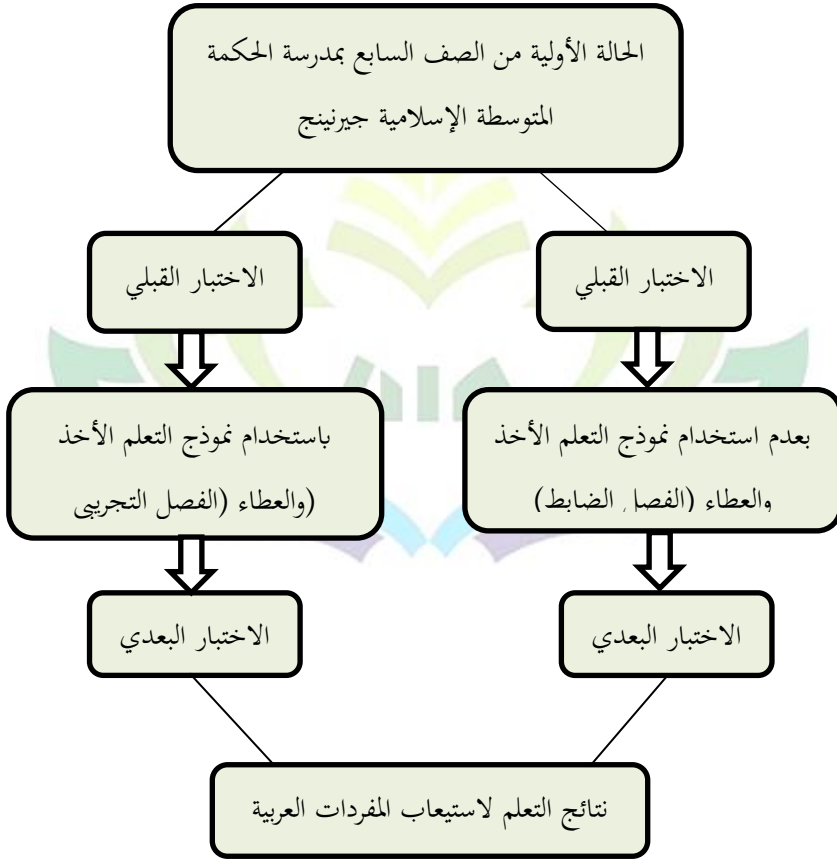 الحالة الأولية من الصف السابع بمدرسة الحكمة
المتوسطة الإسلامية جيرنينج
الاختبار القبلي
الاختبار القبلي
بعدم استخدام نموذج التعلم الأخذ
والعطاء (الفصل الضابط)
باستخدام نموذج التعلم الأخذ
والعطاء (الفصل التجريبي)
الاختبار البعدي
الاختبار البعدي
نتائج التعلم لاستيعاب المفردات العربية